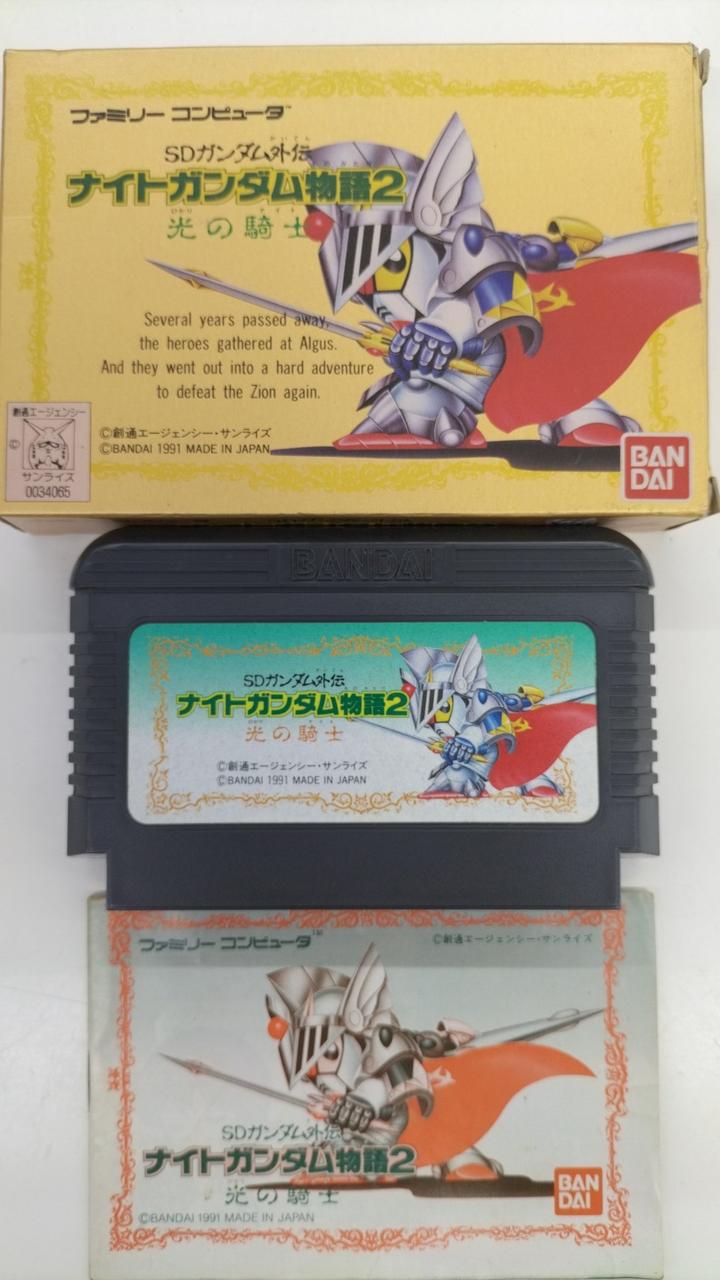 ファミリー コンピュータ™
SDガンダム外伝
ナイトガンダム物語2
光の騎士
Several years passed away,
the heroes gathered at Algus.
And they went out into a hard adventure
to defeat the Zion again.
創通エージェンシー
©
サンライズ
0034065
©創通エージェンシー・サンライズ
©BANDAI 1991 MADE IN JAPAN
BAN
DAI
BANDAI
SDガンダム外伝
ナイトガンダム物語2
光の騎士
©創通エージェンシー・サンライズ
©BANDAI 1991 MADE IN JAPAN
ファミリー コンピュータ™
©創通エージェンシー・サンライズ
SDガンダム外伝
ナイトガンダム物語2
光の騎士
©BANDAI 1991 MADE IN JAPAN
BAN
DAI